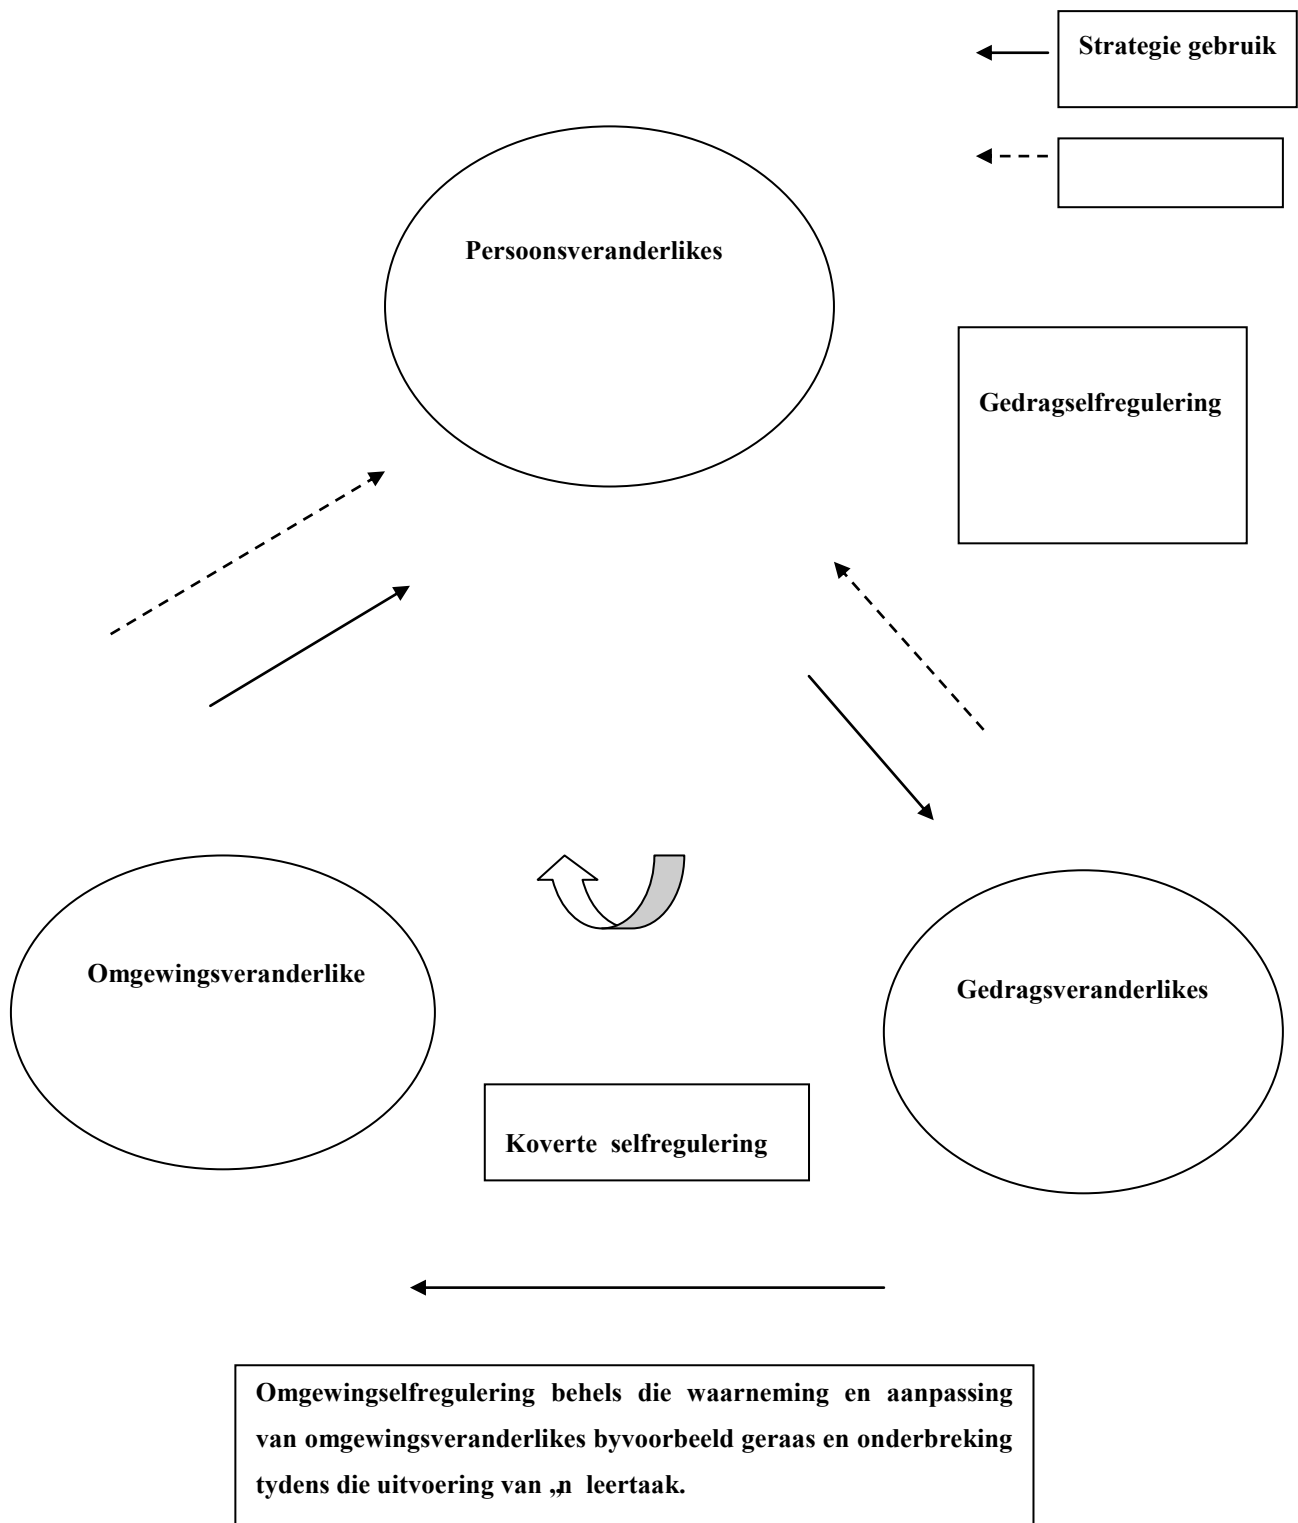 Strategie gebruik
Persoonsveranderlikes
Gedragselfregulering
Omgewingsveranderlike
Gedragsveranderlikes
Koverte selfregulering
Omgewingselfregulering behels die waarneming en aanpassing
van omgewingsveranderlikes byvoorbeeld geraas en onderbreking
tydens die uitvoering van „n leertaak.